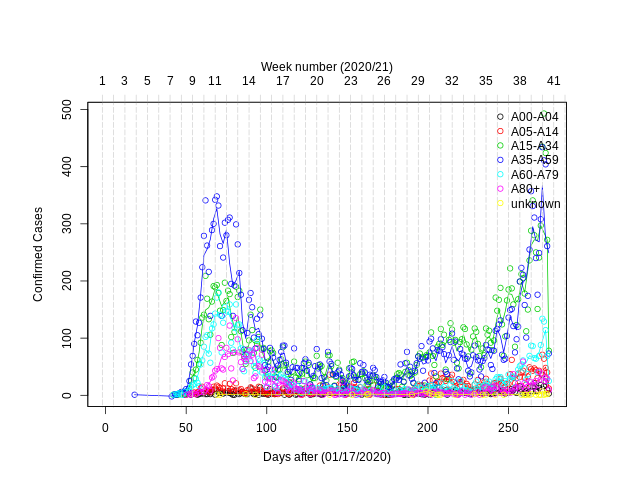 Week number (2020/21)
1 3 5 7 9 11 14 17 20 23 26 29 32 35 38 41
500
400
300
200
100
0
Confirmed Cases
A00-A04
A05-A14
A15-A34
A35-A59
A60-A79
A80+
unknown
0 50 100 150 200 250
Days after (01/17/2020)